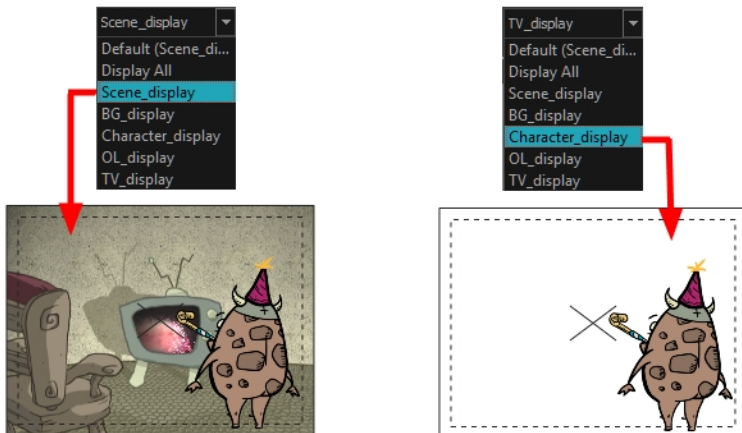 Scene_display
Default (Scene_di...
Display All
Scene_display
BG_display
Character_display
OL_display
TV_display
TV_display
Default (Scene_di...
Display All
Scene_display
BG_display
Character_display
OL_display
TV_display